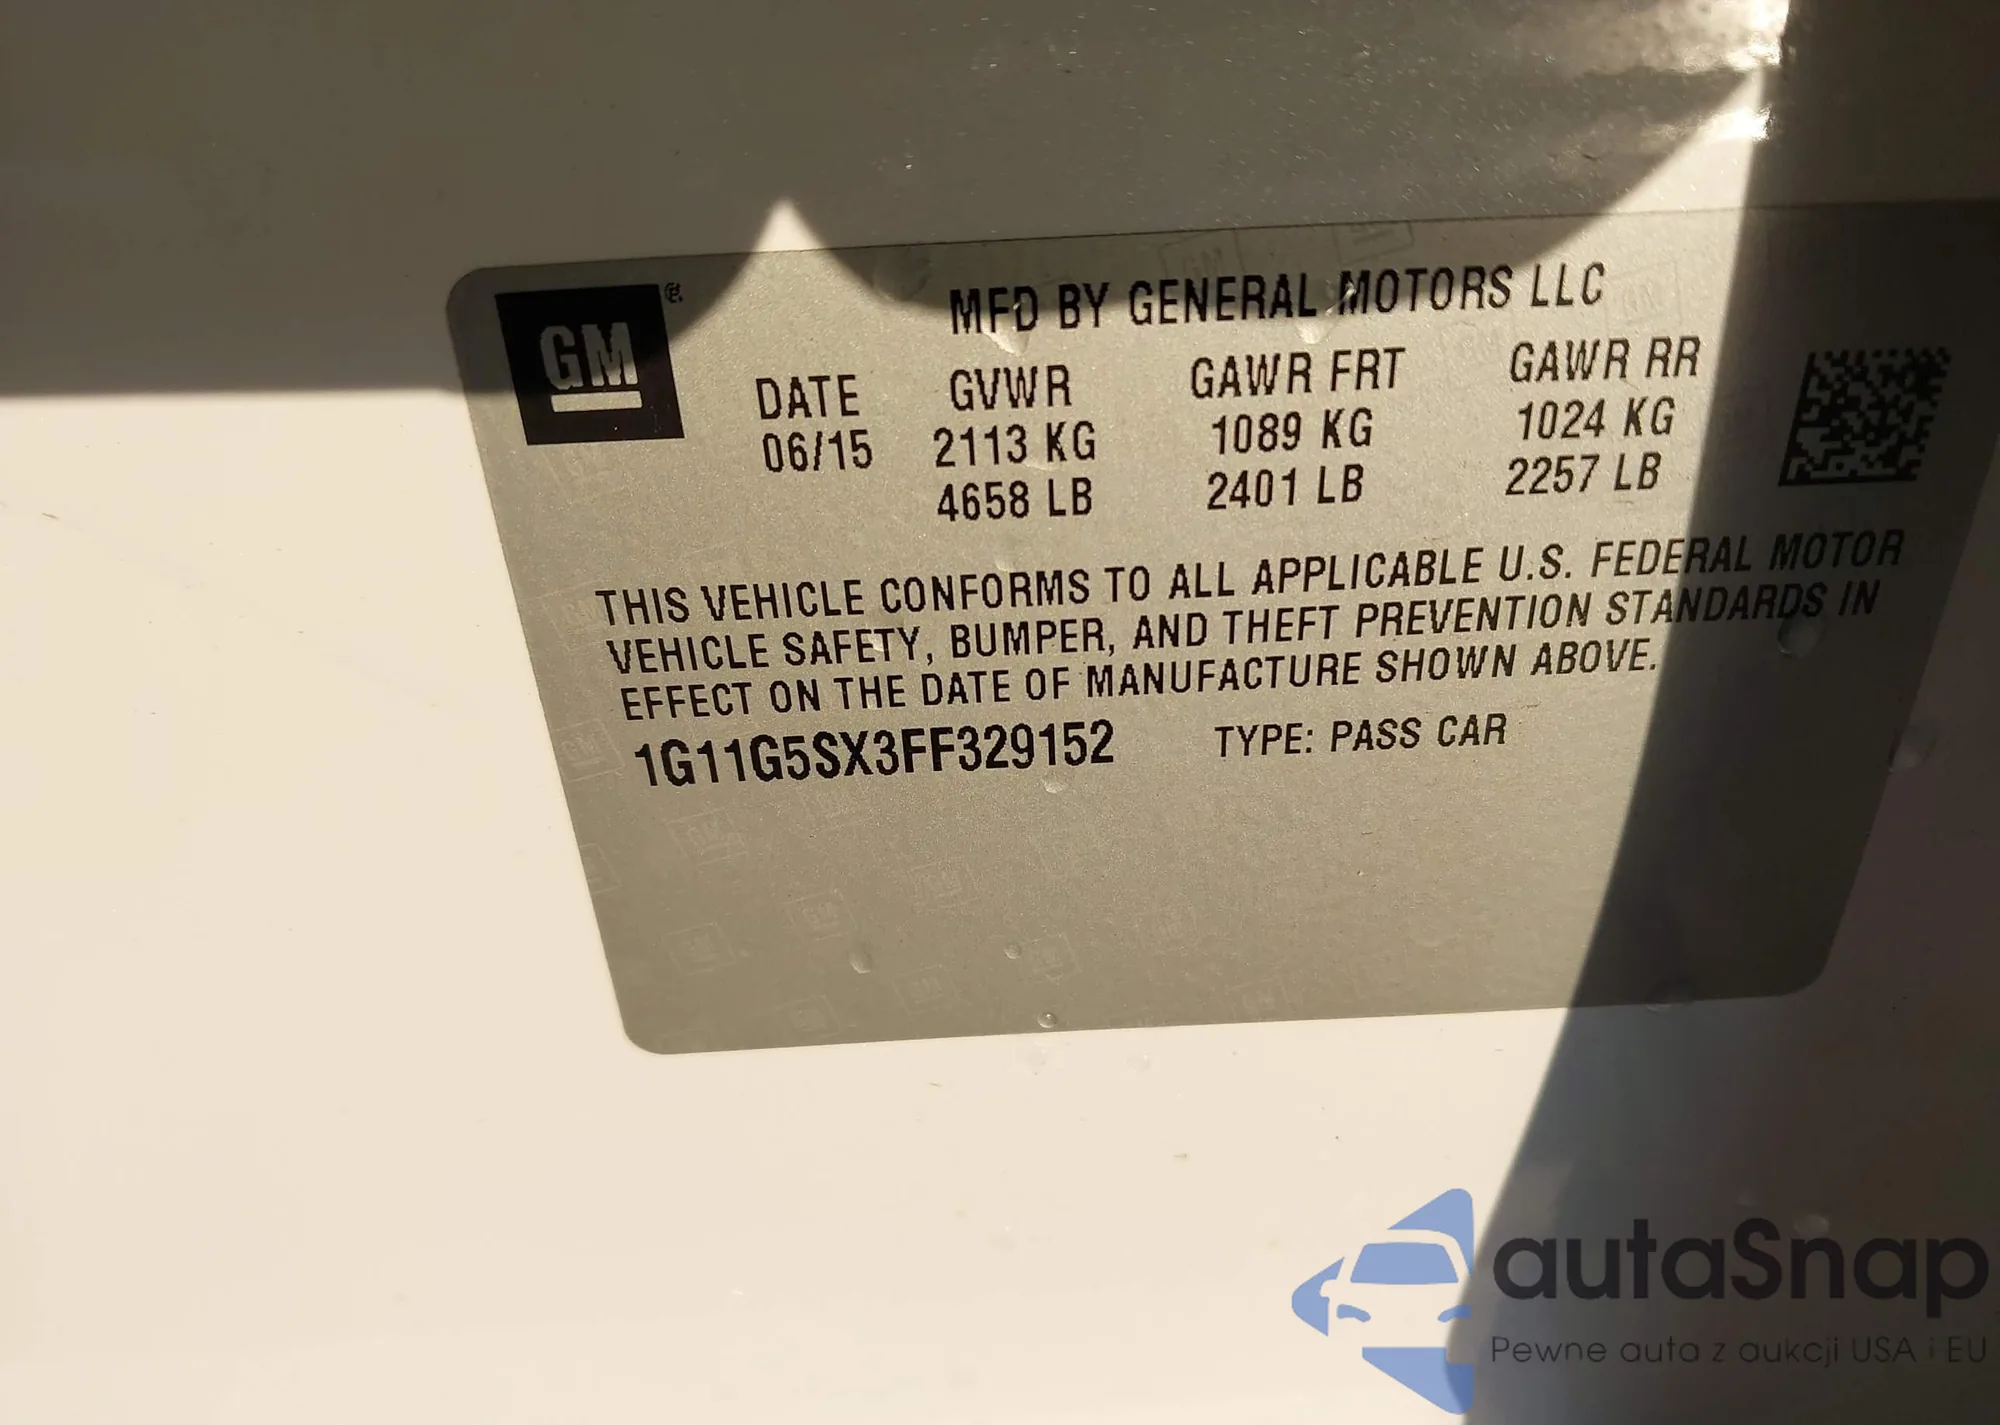 GM
®
MFD BY GENERAL MOTORS LLC
DATE GVWR GAWR FRT GAWR RR
06/15 2113 KG 1089 KG 1024 KG
4658 LB 2401 LB 2257 LB
THIS VEHICLE CONFORMS TO ALL APPLICABLE U.S. FEDERAL MOTOR
VEHICLE SAFETY, BUMPER, AND THEFT PREVENTION STANDARDS IN
EFFECT ON THE DATE OF MANUFACTURE SHOWN ABOVE.
1G11G5SX3FF329152 TYPE: PASS CAR
autaSnap
Pewne auta z aukcji USA i EU